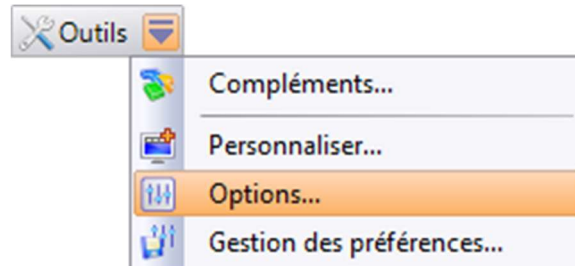 Outils
Compléments...
Personnaliser...
Options...
Gestion des préférences...